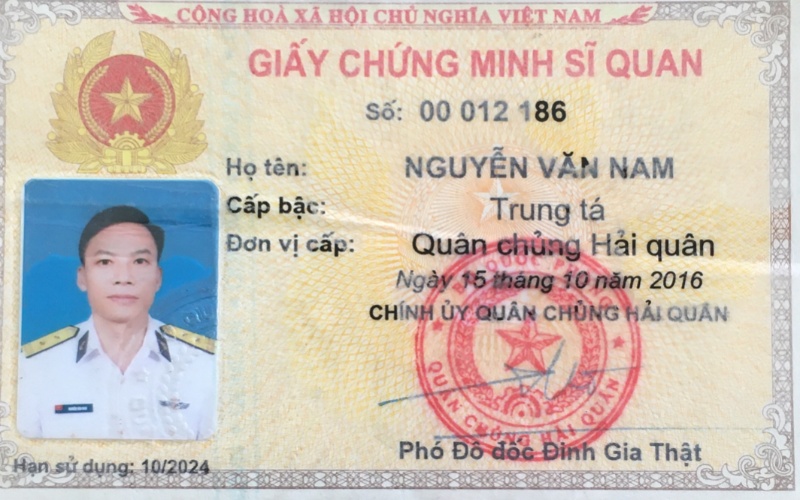 CỘNG HOÀ XÃ HỘI CHỦ NGHĨA VIỆT NAM
GIẤY CHỨNG MINH SĨ QUAN
Số: 00 012 186
Họ tên: NGUYỄN VĂN NAM
Cấp bậc: Trung tá
Đơn vị cấp: Quân chủng Hải quân
Ngày 15 tháng 10 năm 2016
CHÍNH ỦY QUÂN CHỦNG HẢI QUÂN
QUÂN CHỦNG HẢI QUÂN
Phó Đô đốc Đinh Gia Thật
Hạn sử dụng: 10/2024